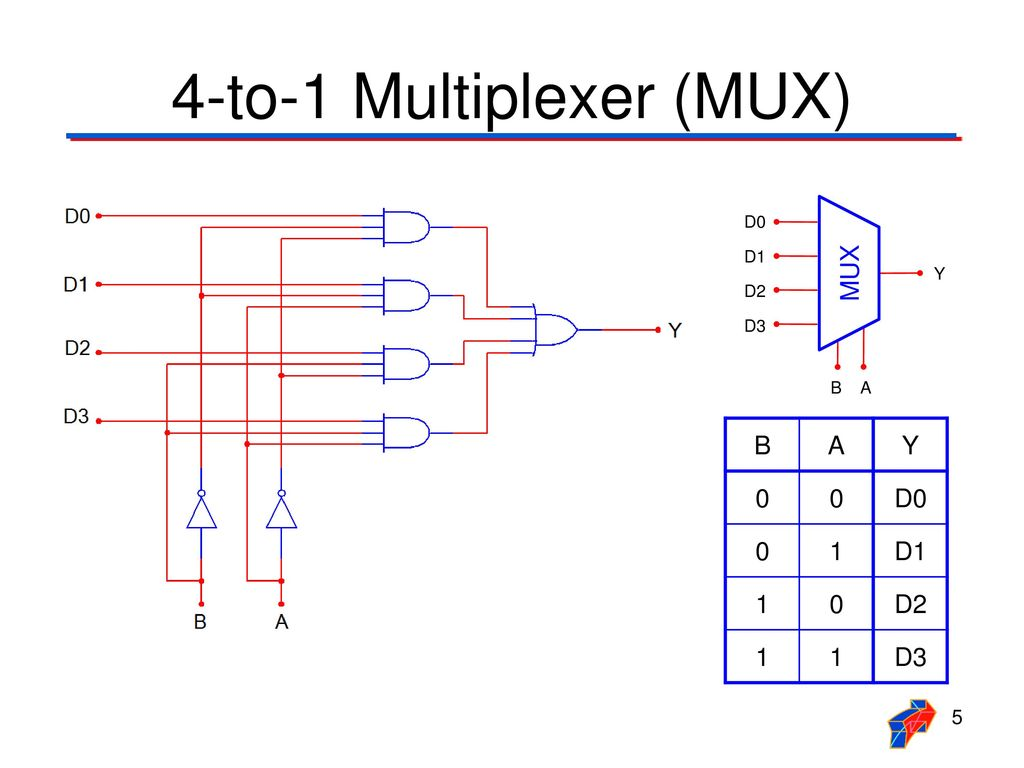 4-to-1 Multiplexer (MUX)
D0
D1
D2
D3
Y
B A
D0
D1
D2
D3
MUX
Y
B A
B A Y
0 0 D0
0 1 D1
1 0 D2
1 1 D3
5